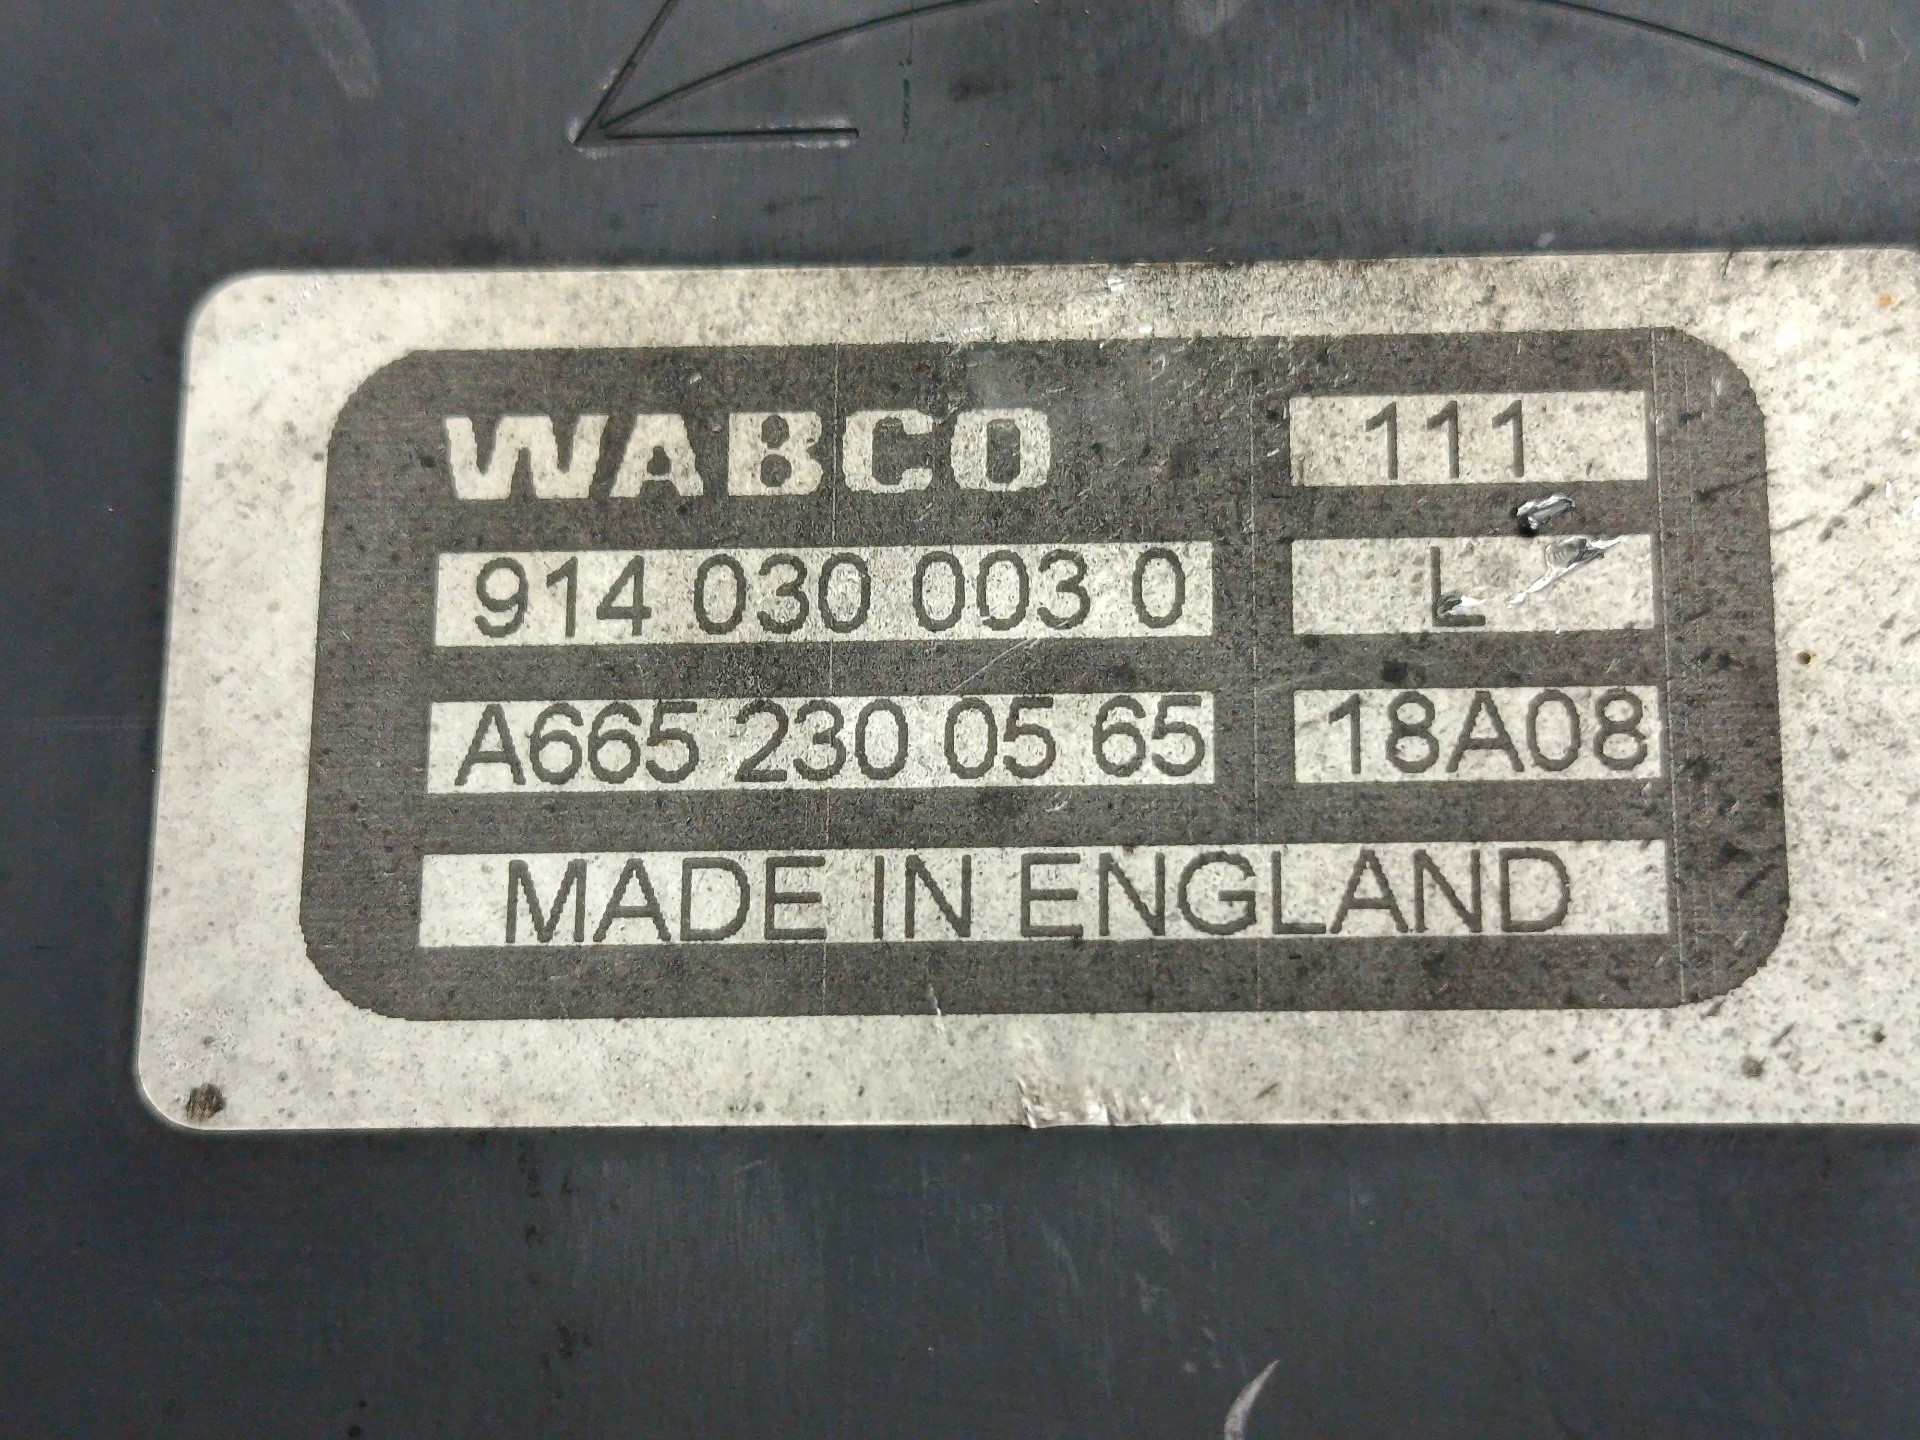 WABCO 111
914 030 003 0 L
A665 230 05 65 18A08
MADE IN ENGLAND